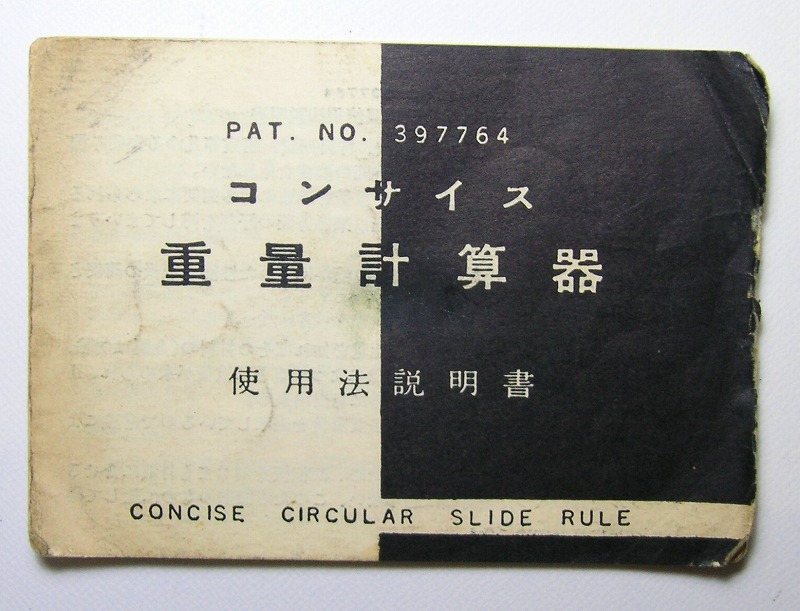 PAT. NO. 397764
コンサイス
重量計算器
使用法説明書
CONCISE CIRCULAR SLIDE RULE